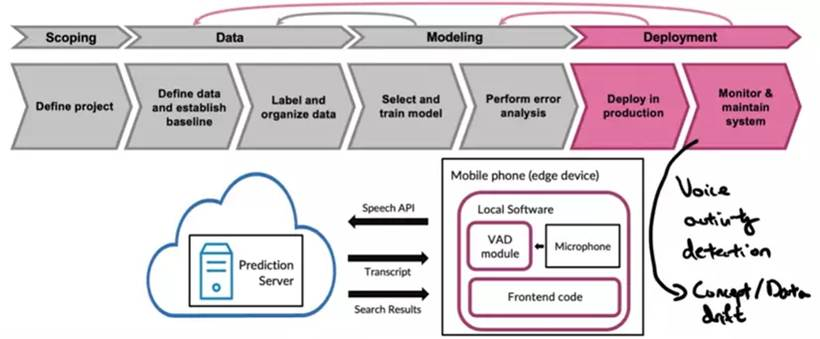 Scoping
Data
Modeling
Deployment
Define project
Define data
and establish
baseline
Label and
organize data
Select and
train model
Perform error
analysis
Deploy in
production
Monitor &
maintain
system
Speech API
Transcript
Search Results
Prediction
Server
Mobile phone (edge device)
Local Software
VAD
module
Microphone
Frontend code
Voice
activity
detection
Concept/Data
drift